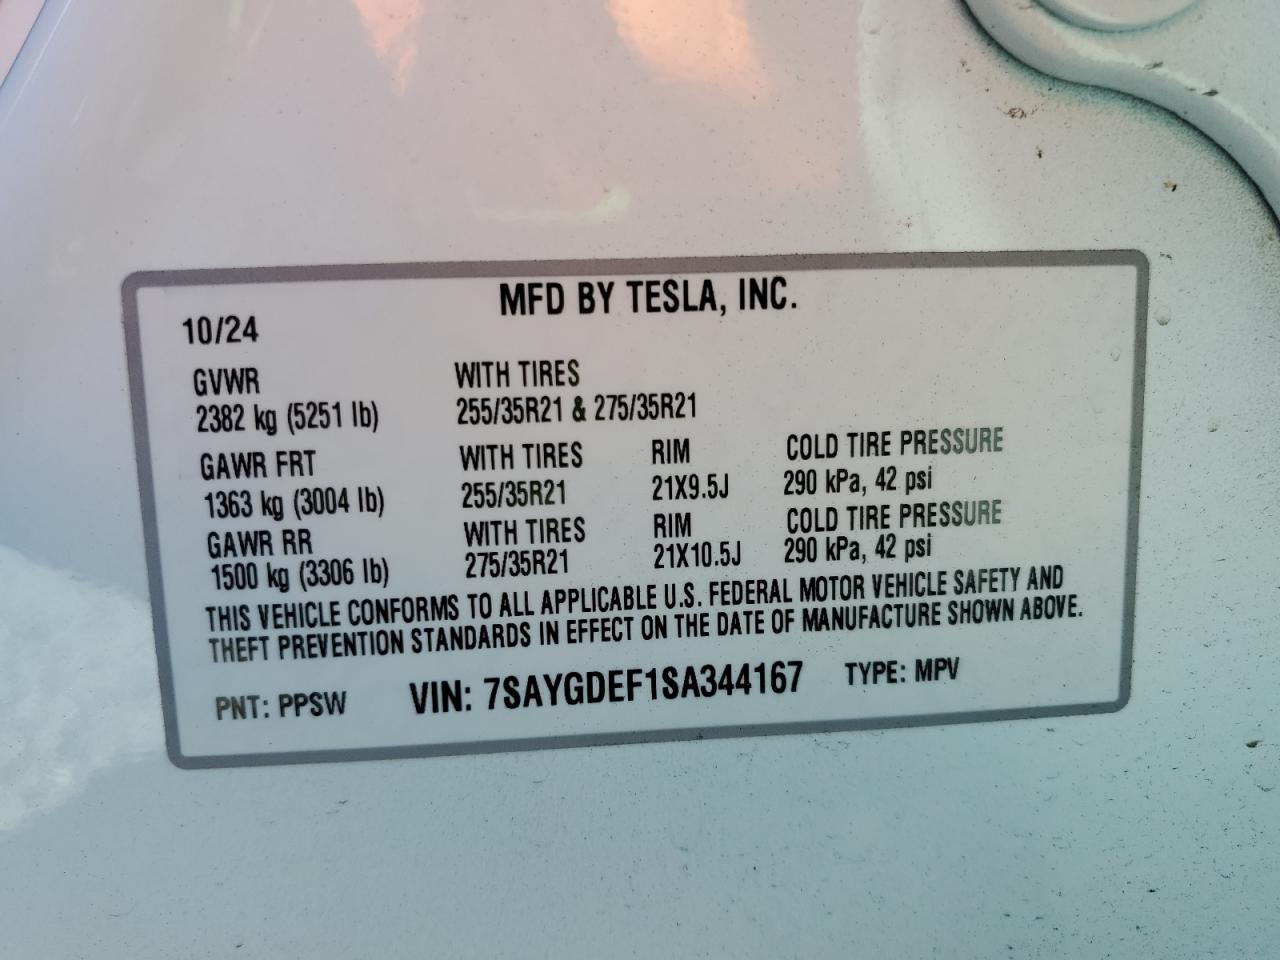 MFD BY TESLA, INC.
10/24
GVWR WITH TIRES
2382 kg (5251 lb) 255/35R21 & 275/35R21
GAWR FRT WITH TIRES RIM COLD TIRE PRESSURE
1363 kg (3004 lb) 255/35R21 21X9.5J 290 kPa, 42 psi
GAWR RR WITH TIRES RIM COLD TIRE PRESSURE
1500 kg (3306 lb) 275/35R21 21X10.5J 290 kPa, 42 psi
THIS VEHICLE CONFORMS TO ALL APPLICABLE U.S. FEDERAL MOTOR VEHICLE SAFETY AND
THEFT PREVENTION STANDARDS IN EFFECT ON THE DATE OF MANUFACTURE SHOWN ABOVE.
PNT: PPSW VIN: 7SAYGDEF1SA344167 TYPE: MPV